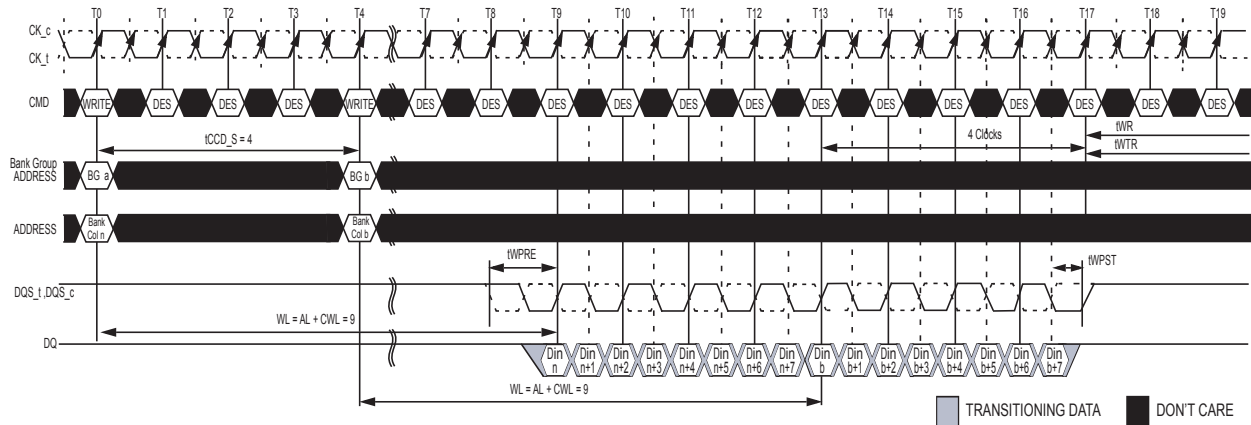 T0 T1 T2 T3 T4 T7 T8 T9 T10 T11 T12 T13 T14 T15 T16 T17 T18 T19
CK_c
CK_t
CMD WRITE DES DES DES WRITE DES DES DES DES DES DES DES DES DES DES DES DES DES
tCCD_S = 4
4 Clocks
tWR
tWTR
Bank Group
ADDRESS
BG a
BG b
ADDRESS
Bank
Col n
Bank
Col b
tWPRE
tWPST
DQS_t ,DQS_c
WL = AL + CWL = 9
DQ
Din Din Din Din Din Din Din Din Din Din Din Din Din Din Din Din
n n+1 n+2 n+3 n+4 n+5 n+6 n+7 b b+1 b+2 b+3 b+4 b+5 b+6 b+7
WL = AL + CWL = 9
TRANSITIONING DATA
DON'T CARE